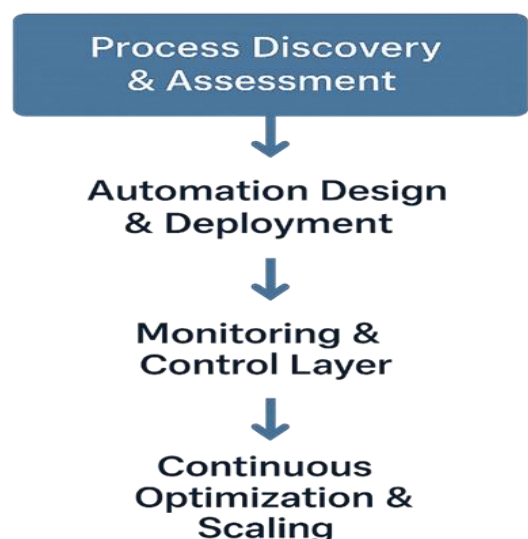 Process Discovery
& Assessment
Automation Design
& Deployment
Monitoring &
Control Layer
Continuous
Optimization &
Scaling